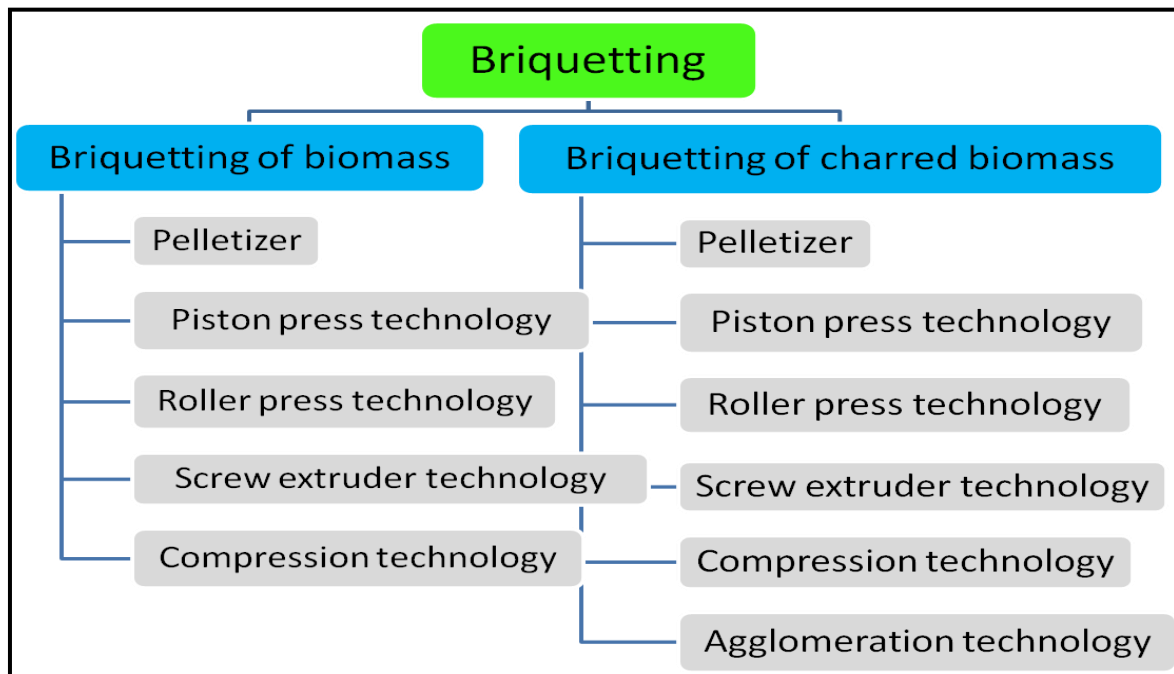 Briquetting
Briquetting of biomass
Pelletizer
Piston press technology
Roller press technology
Screw extruder technology
Compression technology
Briquetting of charred biomass
Pelletizer
Piston press technology
Roller press technology
Screw extruder technology
Compression technology
Agglomeration technology